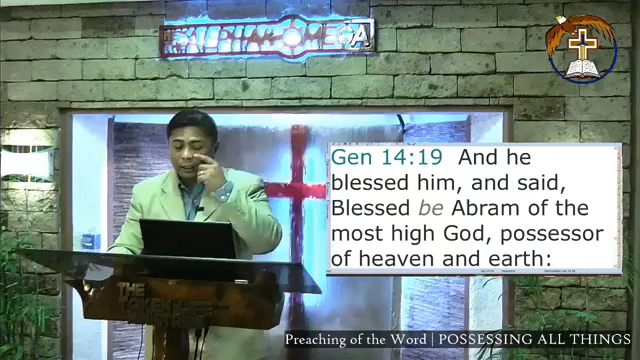 ALPHA OMEGA
Gen 14:19 And he
blessed him, and said,
Blessed be Abram of the
most high God, possessor
of heaven and earth:
THE
Preaching of the Word | POSSESSING ALL THINGS